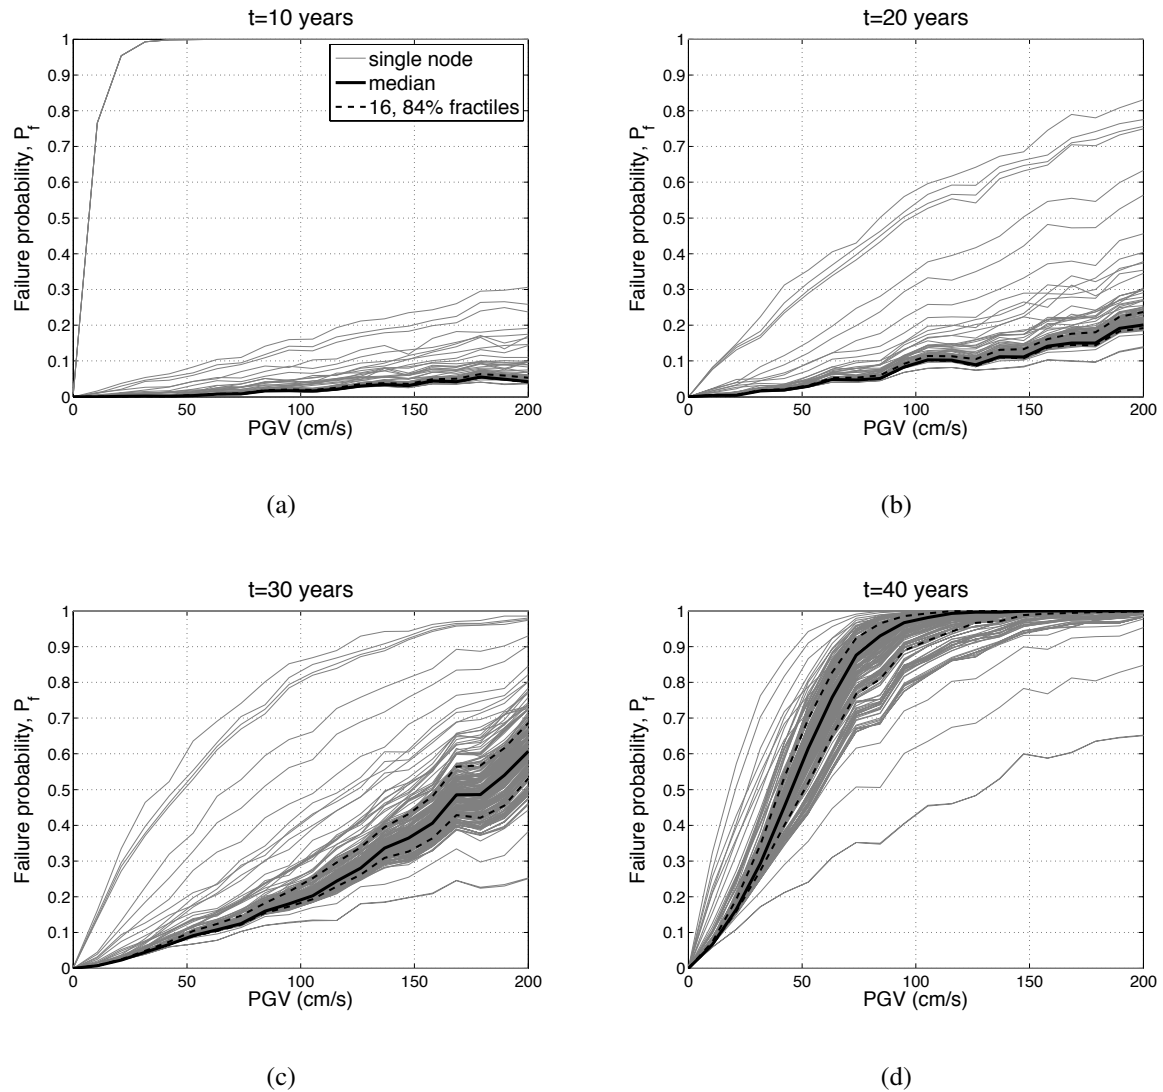 t=10 years
1
0.9
0.8
0.7
0.6
0.5
0.4
0.3
0.2
0.1
0
Failure probability, P_f
single node
median
16, 84% fractiles
0 50 100 150 200
PGV (cm/s)
(a)
t=20 years
1
0.9
0.8
0.7
0.6
0.5
0.4
0.3
0.2
0.1
0
Failure probability, P_f
0 50 100 150 200
PGV (cm/s)
(b)
t=30 years
1
0.9
0.8
0.7
0.6
0.5
0.4
0.3
0.2
0.1
0
Failure probability, P_f
0 50 100 150 200
PGV (cm/s)
(c)
t=40 years
1
0.9
0.8
0.7
0.6
0.5
0.4
0.3
0.2
0.1
0
Failure probability, P_f
0 50 100 150 200
PGV (cm/s)
(d)